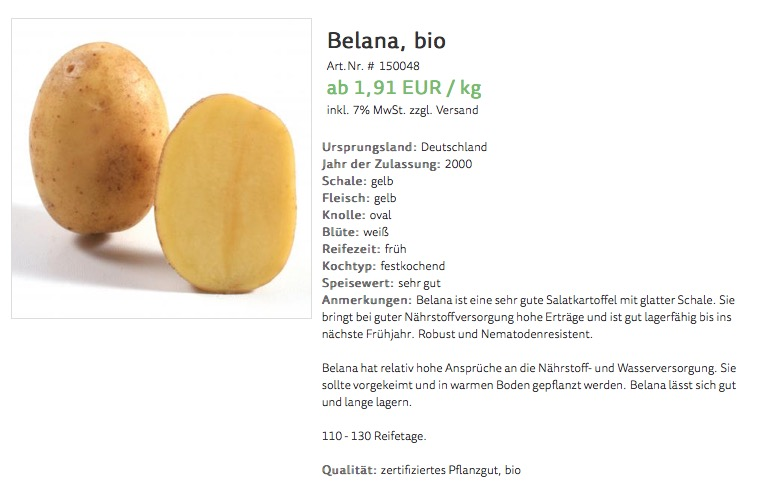 Belana, bio
Art.Nr. # 150048
ab 1,91 EUR / kg
inkl. 7% MwSt. zzgl. Versand
Ursprungsland: Deutschland
Jahr der Zulassung: 2000
Schale: gelb
Fleisch: gelb
Knolle: oval
Blüte: weiß
Reifezeit: früh
Kochtyp: festkochend
Speisewert: sehr gut
Anmerkungen: Belana ist eine sehr gute Salatkartoffel mit glatter Schale. Sie
bringt bei guter Nährstoffversorgung hohe Erträge und ist gut lagerfähig bis ins
nächste Frühjahr. Robust und Nematodenresistent.
Belana hat relativ hohe Ansprüche an die Nährstoff- und Wasserversorgung. Sie
sollte vorgekeimt und in warmen Boden gepflanzt werden. Belana lässt sich gut
und lange lagern.
110 - 130 Reifetage.
Qualität: zertifiziertes Pflanzgut, bio